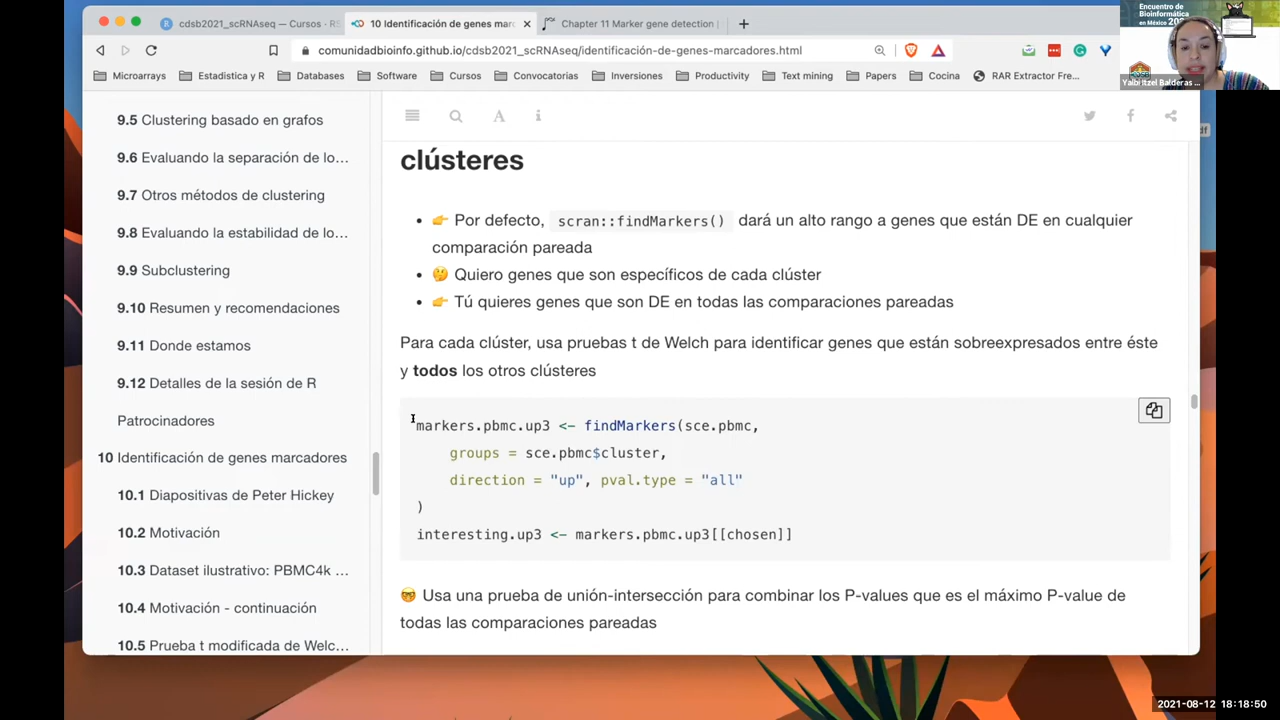 cdsb2021_scRNAseq — Cursos · R
10 Identificación de genes mar
Chapter 11 Marker gene detection
comunidadbioinfo.github.io/cdsb2021_scRNAseq/identificación-de-genes-marcadores.html
Microarrays
Estadistica y R
Databases
Software
Cursos
Convocatorias
Inversiones
Productivity
Text mining
Papers
Cocina
RAR Extractor Fre...
Encuentro de
Bioinformática
en México
Yalbi Itzel Balderas ...
9.5 Clustering basado en grafos
9.6 Evaluando la separación de lo...
9.7 Otros métodos de clustering
9.8 Evaluando la estabilidad de lo...
9.9 Subclustering
9.10 Resumen y recomendaciones
9.11 Donde estamos
9.12 Detalles de la sesión de R
Patrocinadores
10 Identificación de genes marcadores
10.1 Diapositivas de Peter Hickey
10.2 Motivación
10.3 Dataset ilustrativo: PBMC4k ...
10.4 Motivación - continuación
10.5 Prueba t modificada de Welc...
clústeres
👉 Por defecto, scran::findMarkers() dará un alto rango a genes que están DE en cualquier
comparación pareada
🤔 Quiero genes que son específicos de cada clúster
👉 Tú quieres genes que son DE en todas las comparaciones pareadas
Para cada clúster, usa pruebas t de Welch para identificar genes que están sobreexpresados entre éste
y todos los otros clústeres
markers.pbmc.up3 <- findMarkers(sce.pbmc,
groups = sce.pbmc$cluster,
direction = "up", pval.type = "all"
)
interesting.up3 <- markers.pbmc.up3[[chosen]]
🤓 Usa una prueba de unión-intersección para combinar los P-values que es el máximo P-value de
todas las comparaciones pareadas
2021-08-12 18:18:50